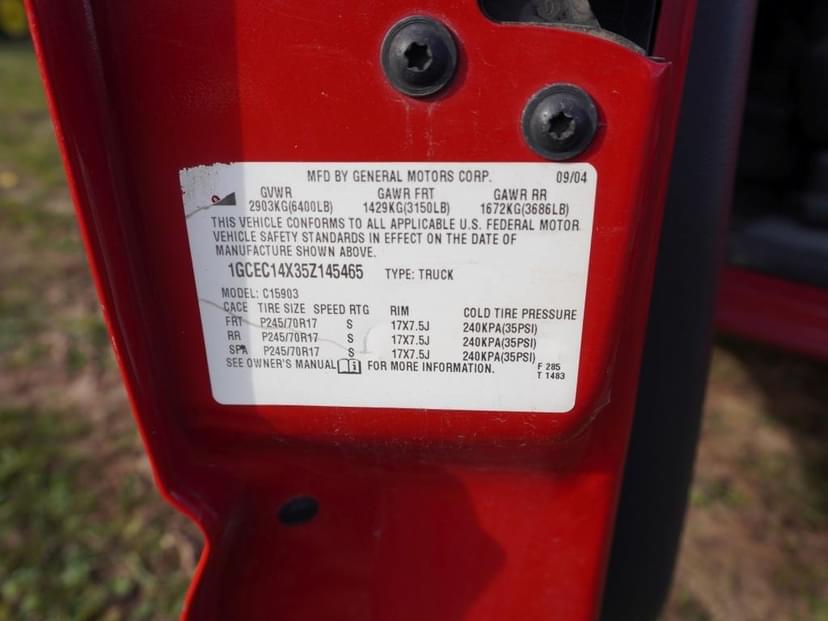 MFD BY GENERAL MOTORS CORP. 09/04
GVWR GAWR FRT GAWR RR
2903KG(6400LB) 1429KG(3150LB) 1672KG(3686LB)
THIS VEHICLE CONFORMS TO ALL APPLICABLE U.S. FEDERAL MOTOR
VEHICLE SAFETY STANDARDS IN EFFECT ON THE DATE OF
MANUFACTURE SHOWN ABOVE.
1GCEC14X35Z145465 TYPE: TRUCK
MODEL: C15903
CACE TIRE SIZE SPEED RTG RIM COLD TIRE PRESSURE
FRT P245/70R17 S 17X7.5J 240KPA(35PSI)
RR P245/70R17 S 17X7.5J 240KPA(35PSI)
SPA P245/70R17 S 17X7.5J 240KPA(35PSI)
SEE OWNER'S MANUAL i FOR MORE INFORMATION.
F 285
T 1483